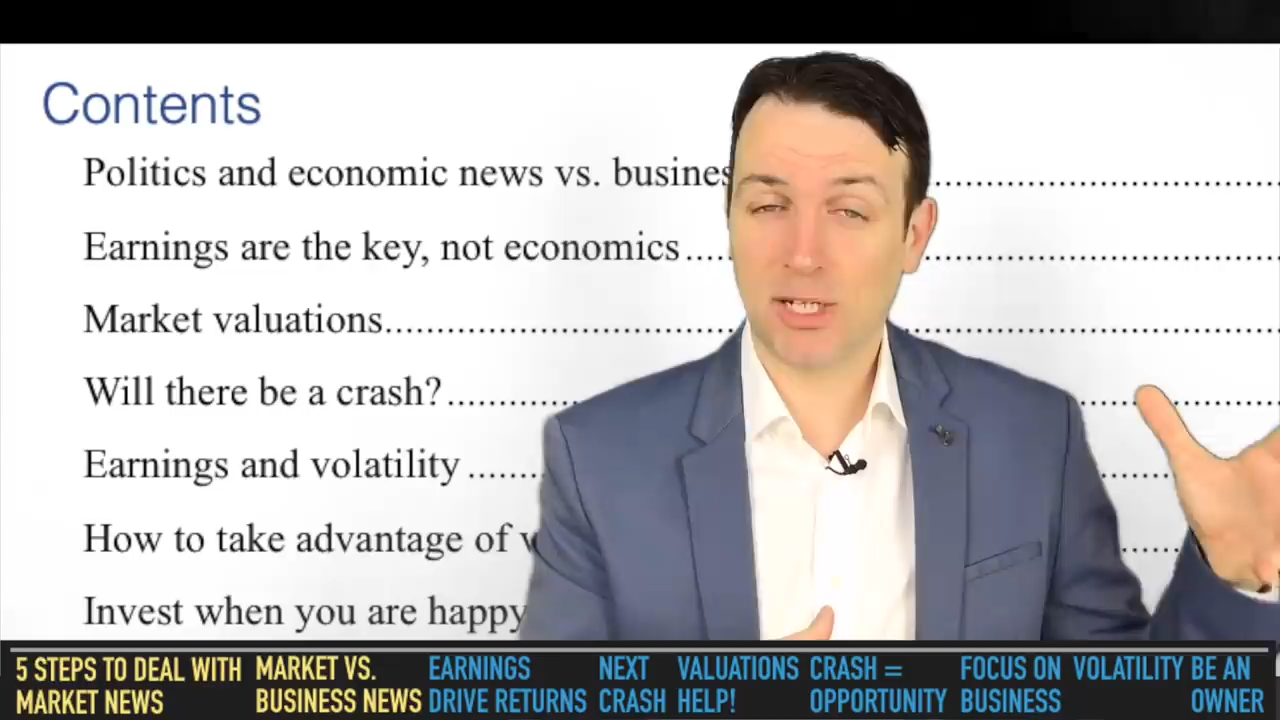 Contents
Politics and economic news vs.
Earnings are the key, not economics
Market valuations
Will there be a crash?
Earnings and volatility
How to take advantage of
Invest when you are happy
5 STEPS TO DEAL WITH MARKET NEWS
MARKET VS. BUSINESS NEWS
EARNINGS DRIVE RETURNS
NEXT CRASH
VALUATIONS HELP!
CRASH = OPPORTUNITY
FOCUS ON BUSINESS
VOLATILITY
BE AN OWNER